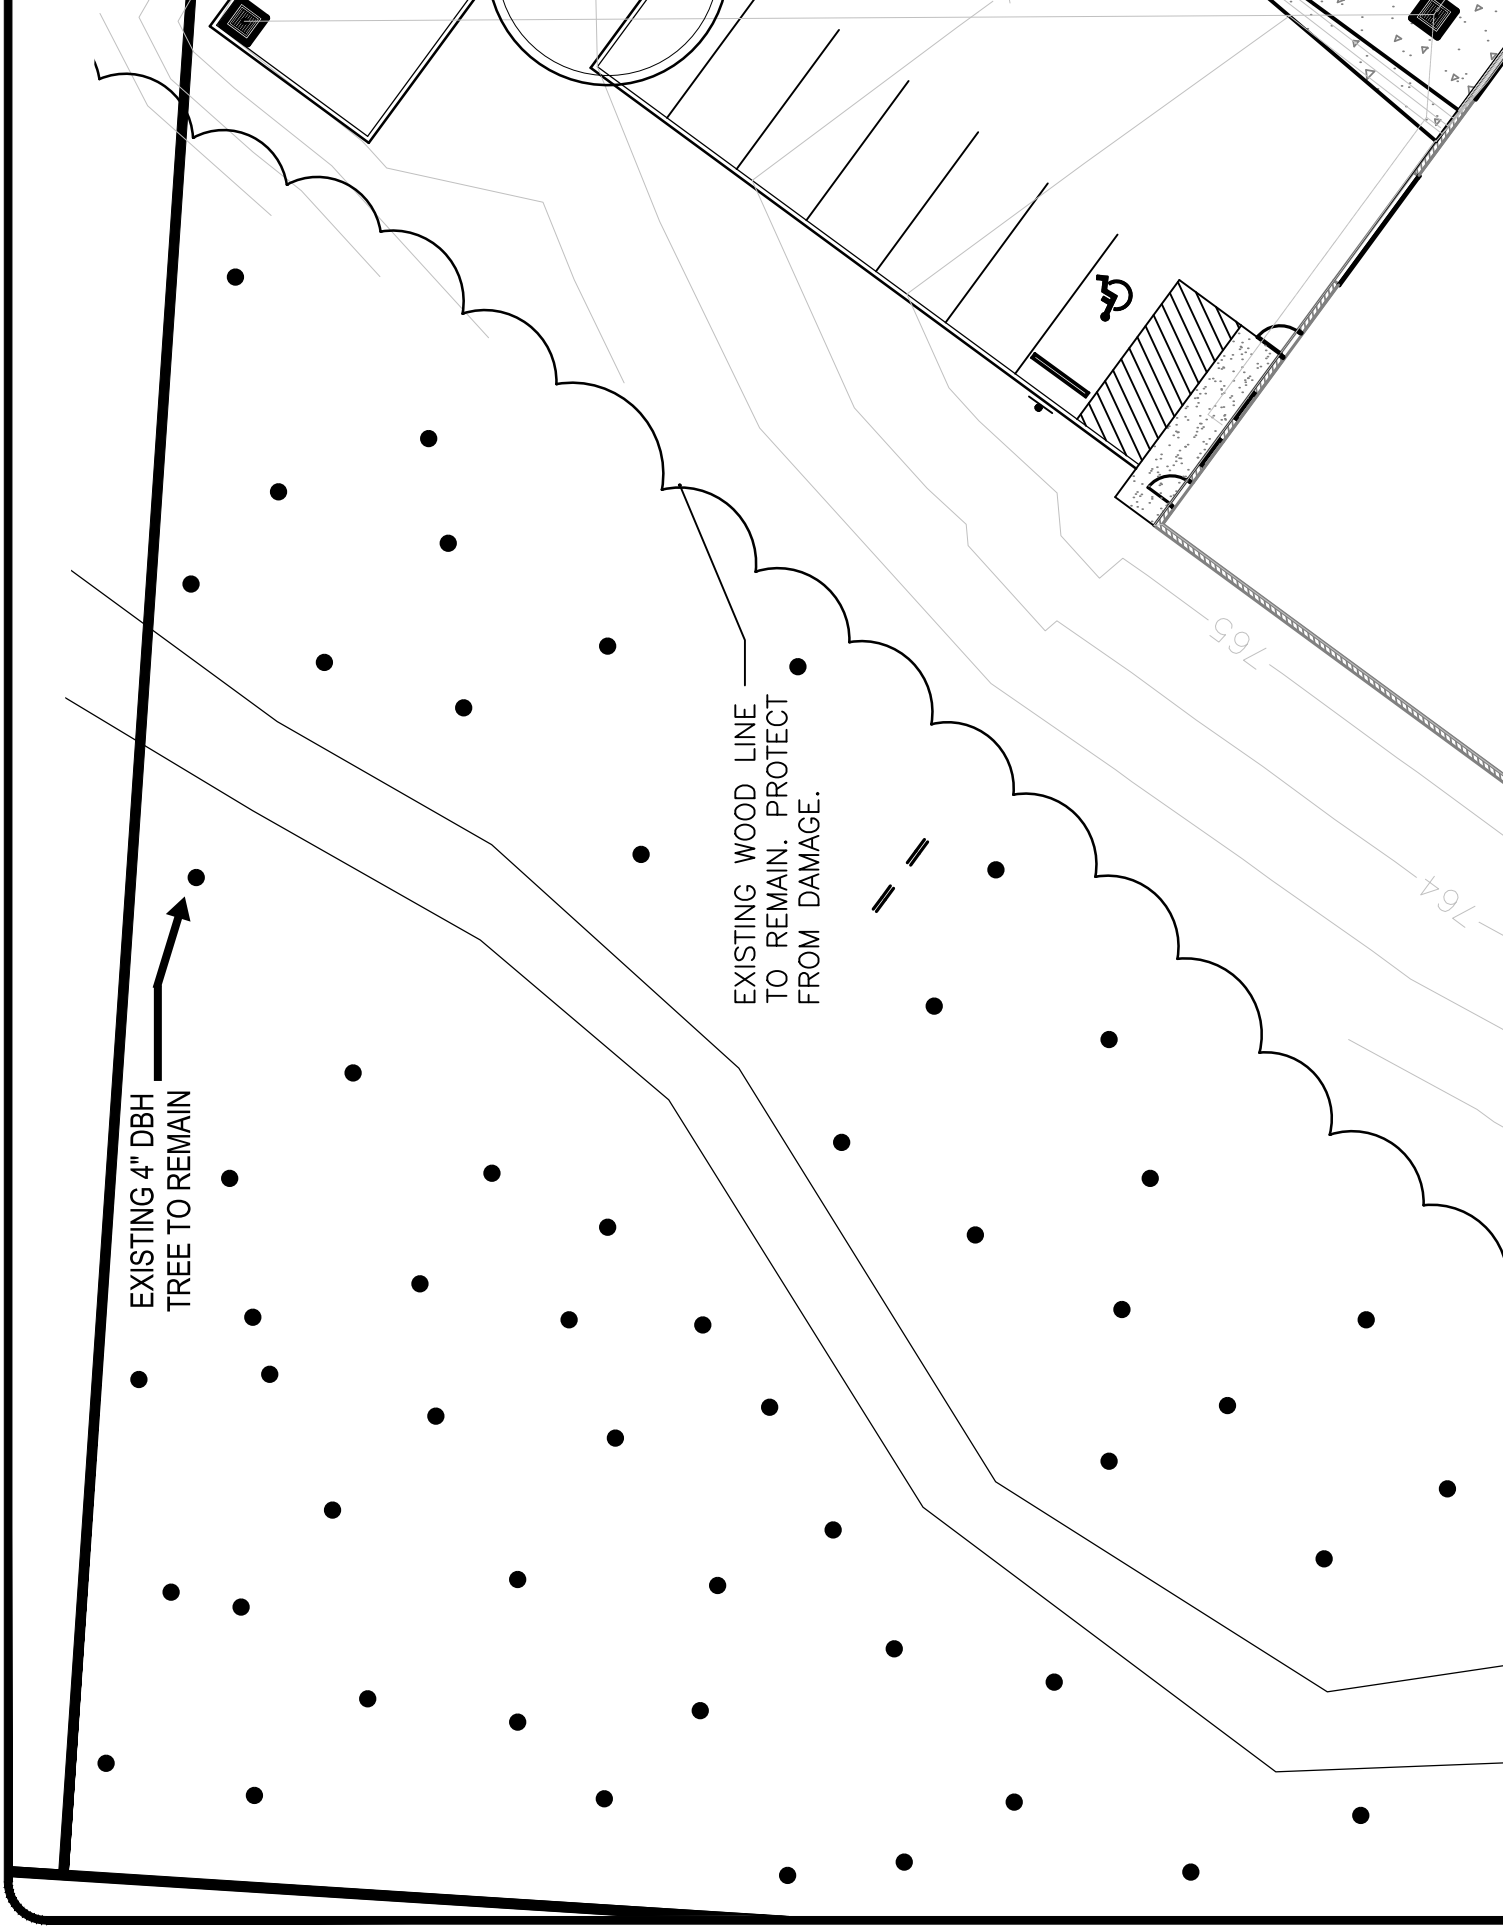 EXISTING 4" DBH
TREE TO REMAIN
EXISTING WOOD LINE
TO REMAIN. PROTECT
FROM DAMAGE.
765
764